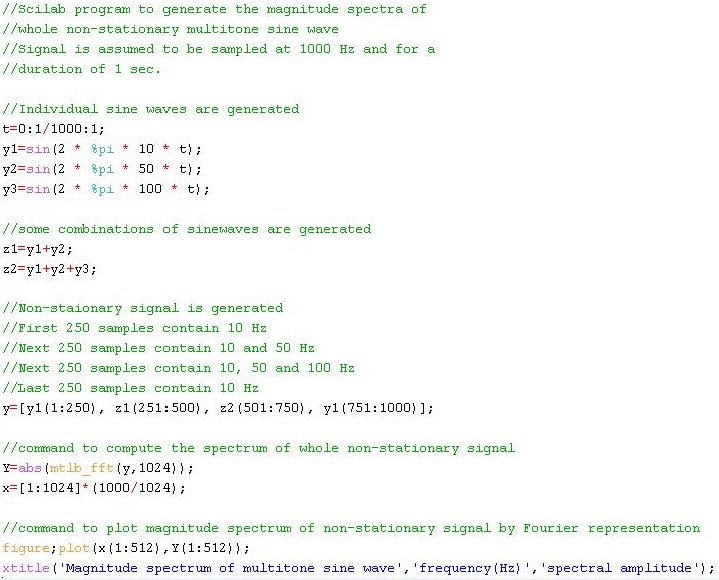 //Scilab program to generate the magnitude spectra of
//whole non-stationary multitone sine wave
//Signal is assumed to be sampled at 1000 Hz and for a
//duration of 1 sec.
//Individual sine waves are generated
t=0:1/1000:1;
y1=sin(2 * %pi * 10 * t);
y2=sin(2 * %pi * 50 * t);
y3=sin(2 * %pi * 100 * t);
//some combinations of sinewaves are generated
z1=y1+y2;
z2=y1+y2+y3;
//Non-staionary signal is generated
//First 250 samples contain 10 Hz
//Next 250 samples contain 10 and 50 Hz
//Next 250 samples contain 10, 50 and 100 Hz
//Last 250 samples contain 10 Hz
y=[y1(1:250), z1(251:500), z2(501:750), y1(751:1000)];
//command to compute the spectrum of whole non-stationary signal
Y=abs(mtlb_fft(y,1024));
x=[1:1024]*(1000/1024);
//command to plot magnitude spectrum of non-stationary signal by Fourier representation
figure;plot(x(1:512),Y(1:512));
xtitle('Magnitude spectrum of multitone sine wave','frequency(Hz)','spectral amplitude');